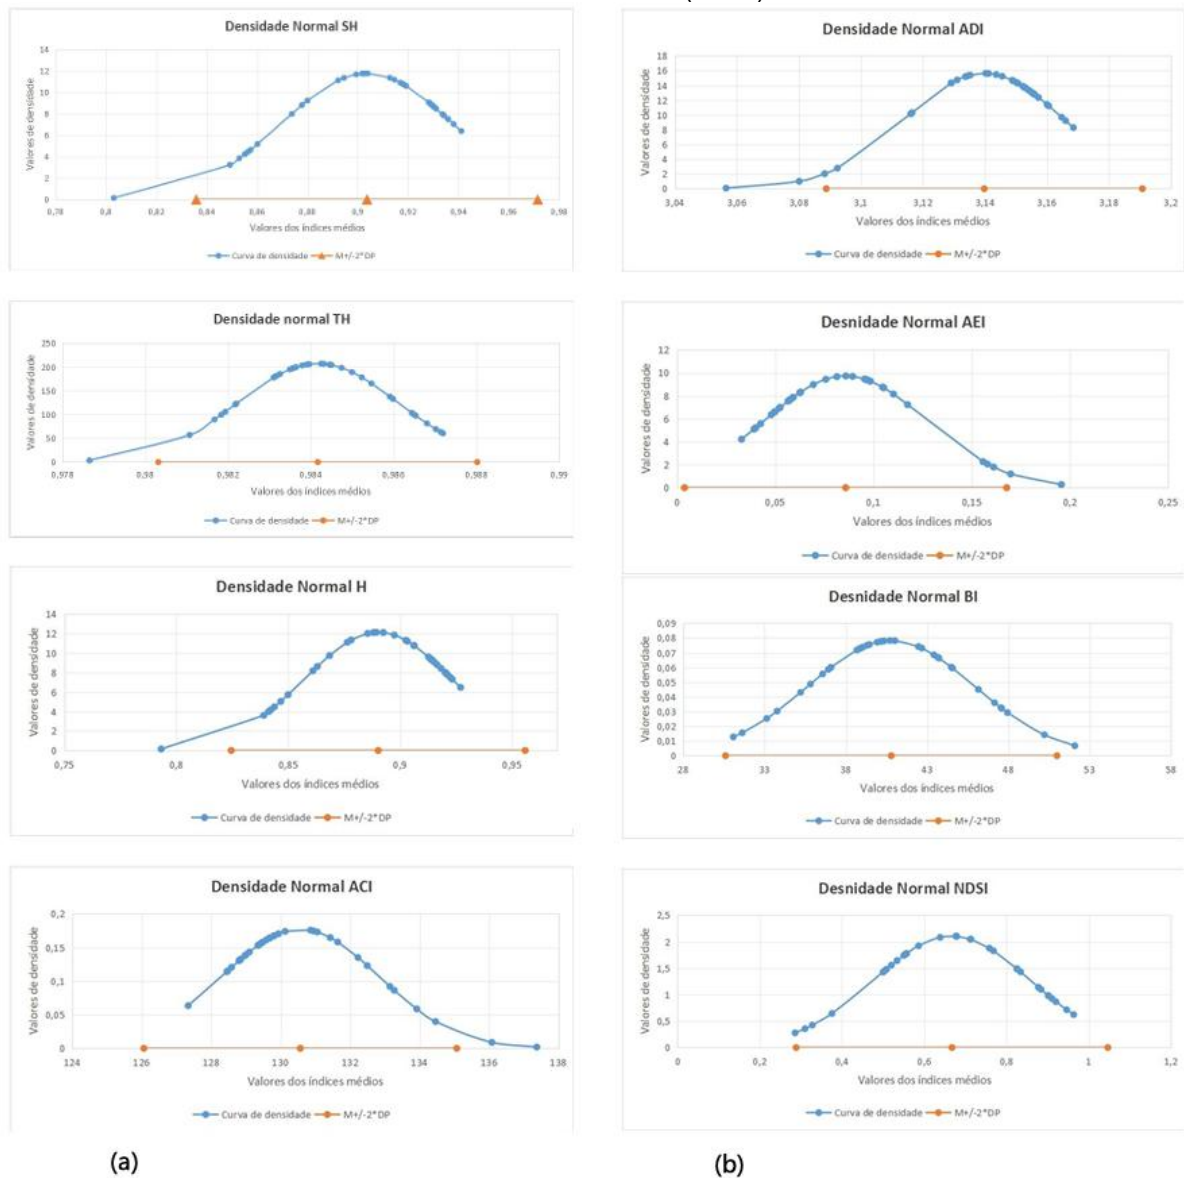 Densidade Normal SH
Valores de densidade
14
12
10
8
6
4
2
0
0,78 0,8 0,82 0,84 0,86 0,88 0,9 0,92 0,94 0,96 0,98
Valores dos índices médios
Curva de densidade M+/-2*DP
Densidade normal TH
Valores de densidade
250
200
150
100
50
0
0,978 0,98 0,982 0,984 0,986 0,988 0,99
Valores dos índices médios
Curva de densidade M+/-2*DP
Densidade Normal H
Valores de densidade
14
12
10
8
6
4
2
0
0,75 0,8 0,85 0,9 0,95
Valores dos índices médios
Curva de densidade M+/-2*DP
Densidade Normal ACI
Valores de densidade
0,2
0,15
0,1
0,05
0
124 126 128 130 132 134 136 138
Valores dos índices médios
Curva de densidade M+/-2*DP
(a)
Densidade Normal ADI
Valores de densidade
18
16
14
12
10
8
6
4
2
0
3,04 3,06 3,08 3,1 3,12 3,14 3,16 3,18 3,2
Valores dos índices médios
Curva de densidade M+/-2*DP
Desnidade Normal AEI
Valores de densidade
12
10
8
6
4
2
0
0 0,05 0,1 0,15 0,2 0,25
Valores dos índices médios
Curva de densidade M+/-2*DP
Desnidade Normal BI
Valores de densidade
0,09
0,08
0,07
0,06
0,05
0,04
0,03
0,02
0,01
0
28 33 38 43 48 53 58
Valores dos índices médios
Curva de densidade M+/-2*DP
Desnidade Normal NDSI
Valores de densidade
2,5
2
1,5
1
0,5
0
0 0,2 0,4 0,6 0,8 1 1,2
Valores dos índices médios
Curva de densidade M+/-2*DP
(b)